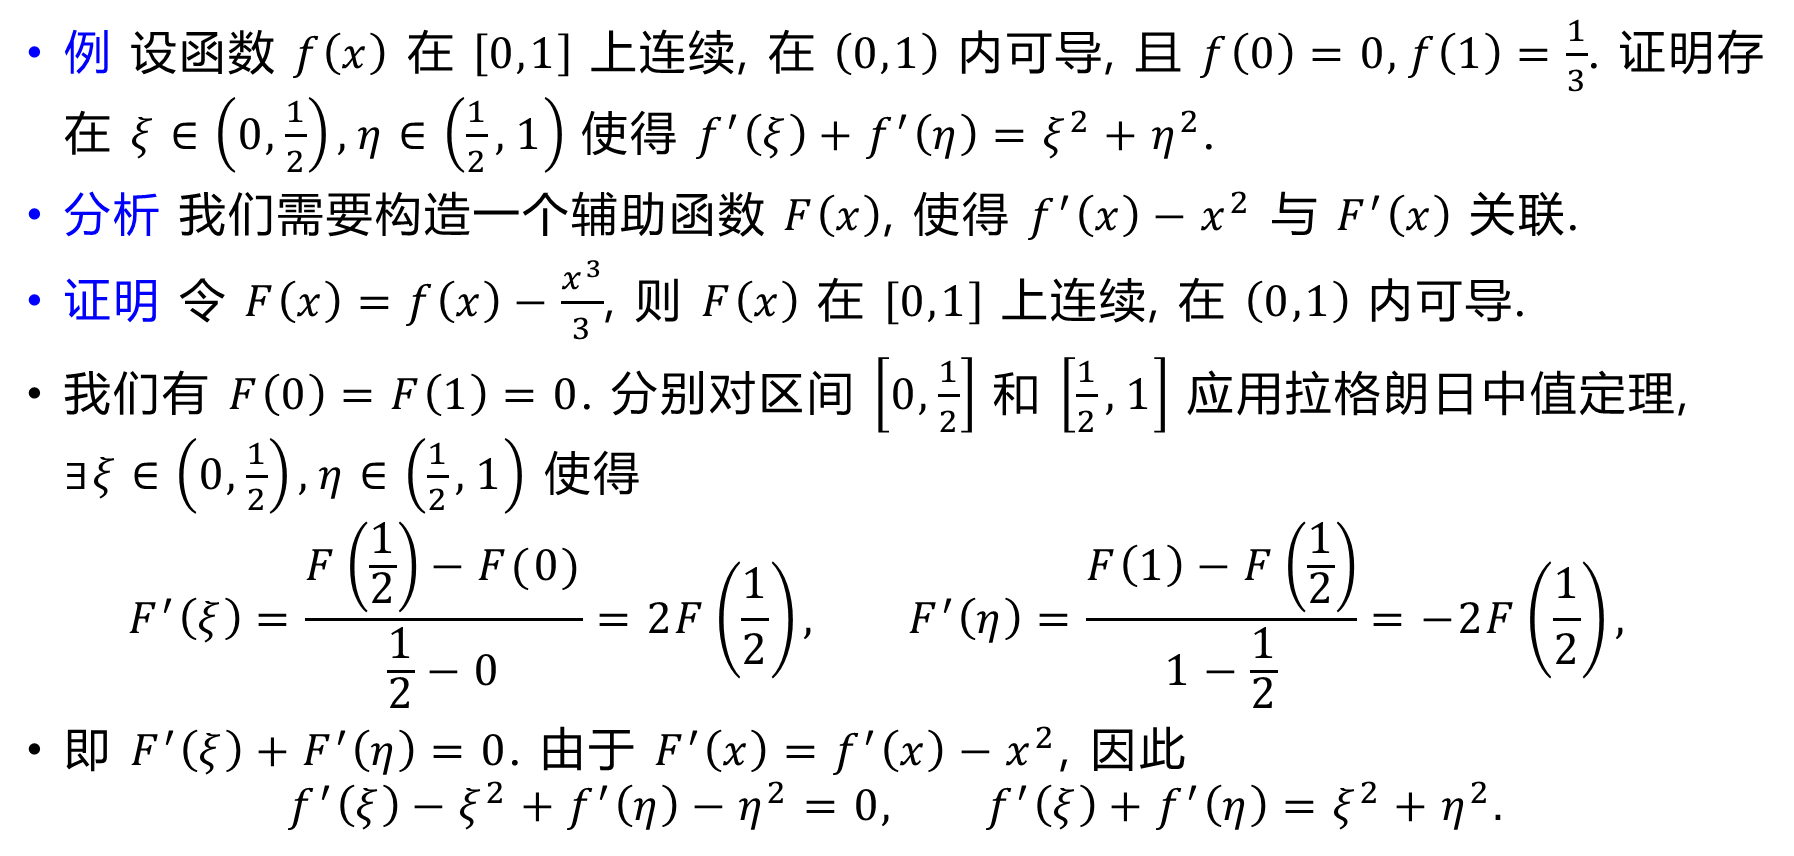 • 例 设函数 f(x) 在 [0,1] 上连续, 在 (0,1) 内可导, 且 f(0) = 0, f(1) = 1/3. 证明存
在 ξ ∈ (0, 1/2), η ∈ (1/2, 1) 使得 f′(ξ) + f′(η) = ξ² + η².
• 分析 我们需要构造一个辅助函数 F(x), 使得 f′(x) − x² 与 F′(x) 关联.
• 证明 令 F(x) = f(x) − x³/3, 则 F(x) 在 [0,1] 上连续, 在 (0,1) 内可导.
• 我们有 F(0) = F(1) = 0. 分别对区间 [0, 1/2] 和 [1/2, 1] 应用拉格朗日中值定理,
∃ξ ∈ (0, 1/2), η ∈ (1/2, 1) 使得
F′(ξ) = (F(1/2) − F(0))/(1/2 − 0) = 2F(1/2), F′(η) = (F(1) − F(1/2))/(1 − 1/2) = −2F(1/2),
• 即 F′(ξ) + F′(η) = 0. 由于 F′(x) = f′(x) − x², 因此
f′(ξ) − ξ² + f′(η) − η² = 0, f′(ξ) + f′(η) = ξ² + η².